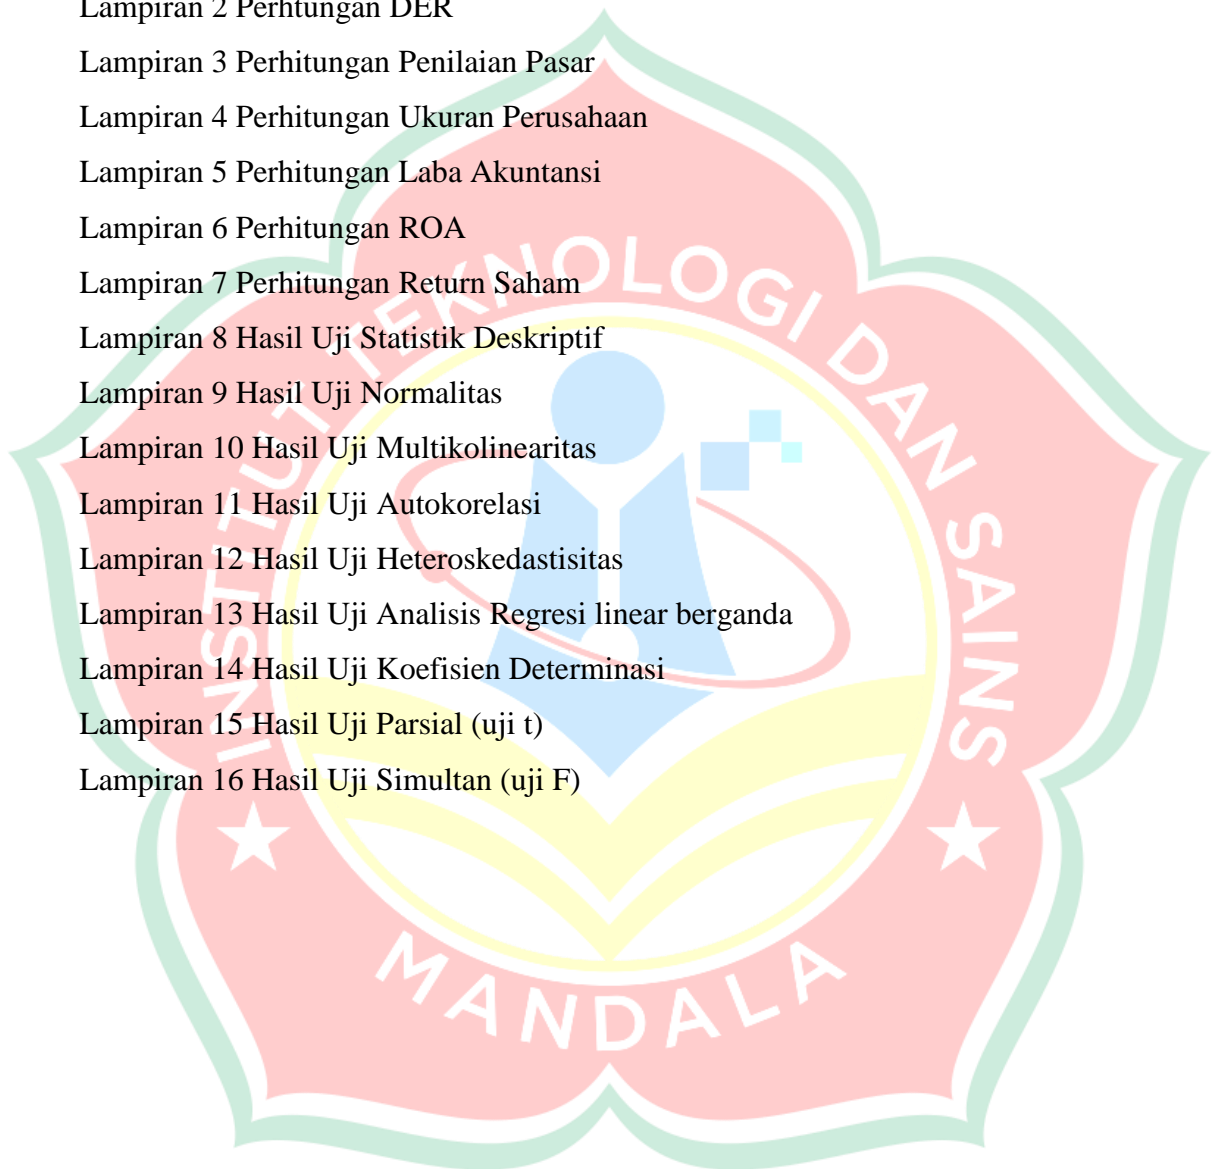 Lampiran 2 Perhtungan DER
Lampiran 3 Perhitungan Penilaian Pasar
Lampiran 4 Perhitungan Ukuran Perusahaan
Lampiran 5 Perhitungan Laba Akuntansi
Lampiran 6 Perhitungan ROA
Lampiran 7 Perhitungan Return Saham
Lampiran 8 Hasil Uji Statistik Deskriptif
Lampiran 9 Hasil Uji Normalitas
Lampiran 10 Hasil Uji Multikolinearitas
Lampiran 11 Hasil Uji Autokorelasi
Lampiran 12 Hasil Uji Heteroskedastisitas
Lampiran 13 Hasil Uji Analisis Regresi linear berganda
Lampiran 14 Hasil Uji Koefisien Determinasi
Lampiran 15 Hasil Uji Parsial (uji t)
Lampiran 16 Hasil Uji Simultan (uji F)
INSTITUT TEKNOLOGI DAN SAINS
MANDALA